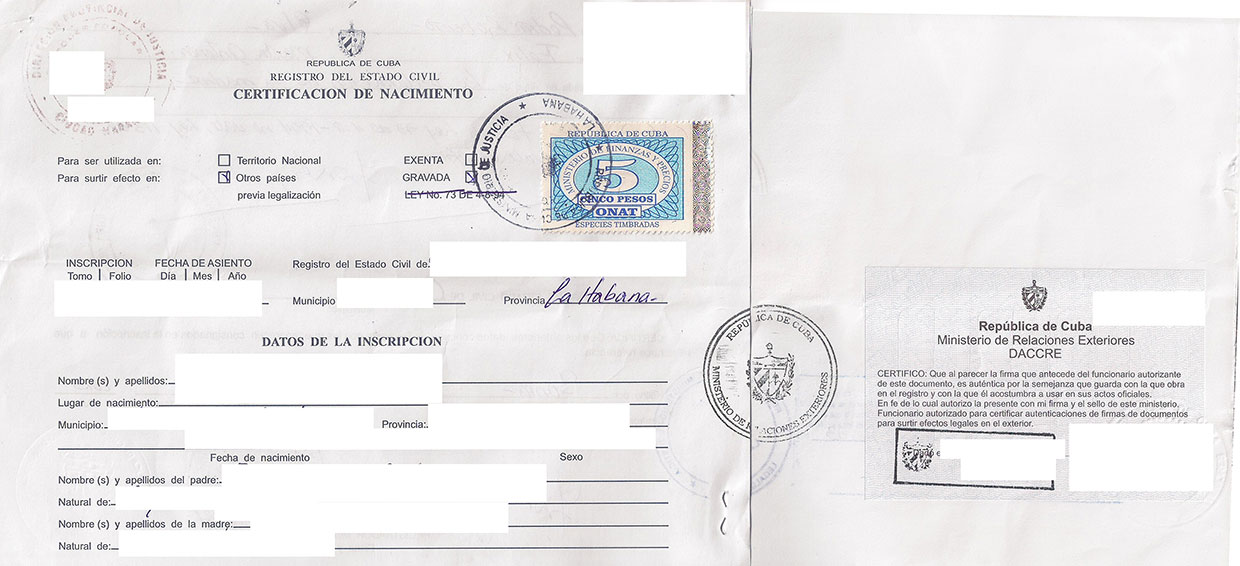 REPUBLICA DE CUBA
REGISTRO DEL ESTADO CIVIL
CERTIFICACION DE NACIMIENTO
DIRECCION PROVINCIAL DE JUSTICIA
Para ser utilizada en: Territorio Nacional EXENTA
Para surtir efecto en: Otros países GRAVADA
previa legalización LEY No. 73 DE 4-8-94
DE JUSTICIA
LA HABANA
REPUBLICA DE CUBA
MINISTERIO DE FINANZAS Y PRECIOS
5
CINCO PESOS
ONAT
ESPECIES TIMBRADAS
INSCRIPCION FECHA DE ASIENTO Registro del Estado Civil de:
Tomo Folio Día Mes Año
Municipio Provincia La Habana.
DATOS DE LA INSCRIPCION
Nombre (s) y apellidos:
Lugar de nacimiento:
Municipio: Provincia:
Fecha de nacimiento Sexo
Nombre (s) y apellidos del padre:
Natural de:
Nombre (s) y apellidos de la madre:
Natural de:
REPÚBLICA DE CUBA
MINISTERIO DE RELACIONES EXTERIORES
República de Cuba
Ministerio de Relaciones Exteriores
DACCRE
CERTIFICO: Que al parecer la firma que antecede del funcionario autorizante
de este documento, es auténtica por la semejanza que guarda con la que obra
en el registro y con la que él acostumbra a usar en sus actos oficiales.
En fe de lo cual autorizo la presente con mi firma y el sello de este ministerio.
Funcionario autorizado para certificar autenticaciones de firmas de documentos
para surtir efectos legales en el exterior.